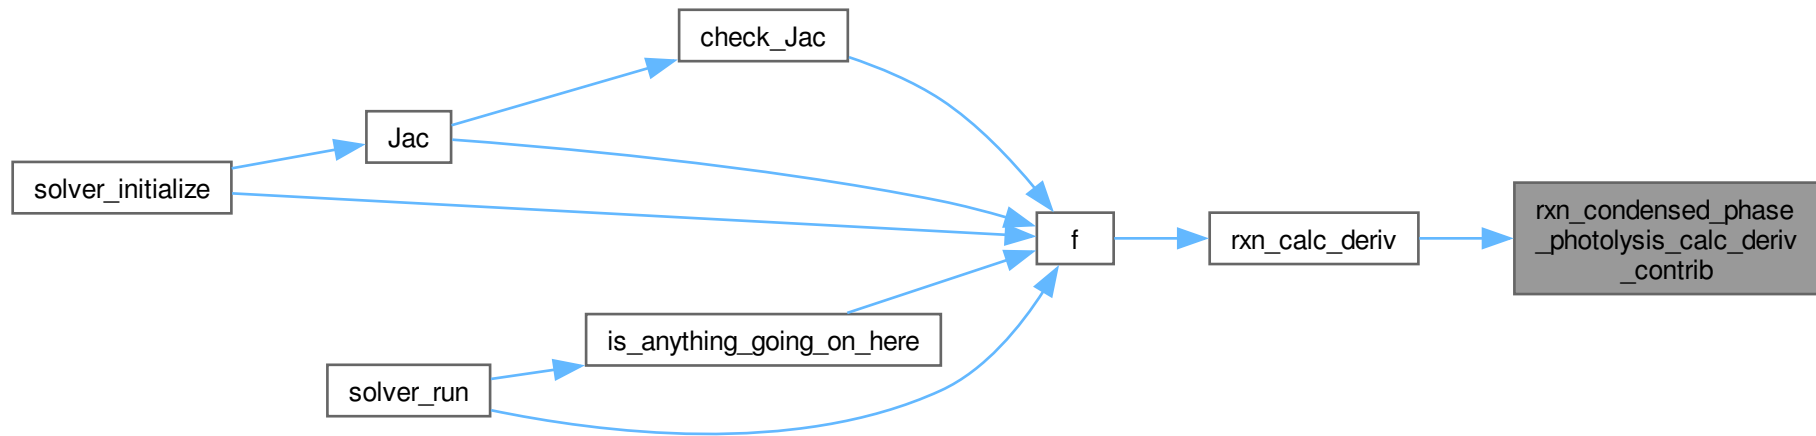 check_Jac
Jac
solver_initialize
f
rxn_calc_deriv
rxn_condensed_phase
_photolysis_calc_deriv
_contrib
is_anything_going_on_here
solver_run